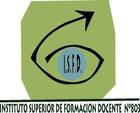 I.S.F.D.
INSTITUTO SUPERIOR DE FORMACION DOCENTE Nº803